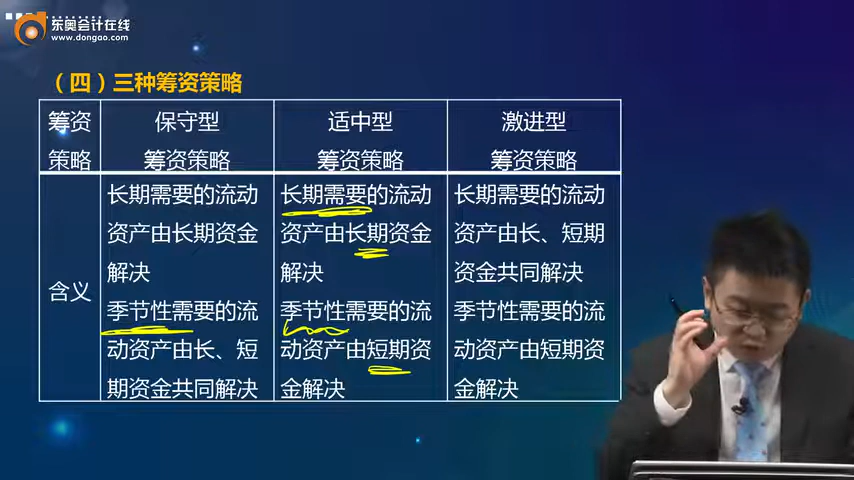 东奥会计在线
www.dongao.com
（四）三种筹资策略
筹资
策略
保守型
筹资策略
适中型
筹资策略
激进型
筹资策略
含义
长期需要的流动
资产由长期资金
解决
季节性需要的流
动资产由长、短
期资金共同解决
长期需要的流动
资产由长期资金
解决
季节性需要的流
动资产由短期资
金解决
长期需要的流动
资产由长、短期
资金共同解决
季节性需要的流
动资产由短期资
金解决